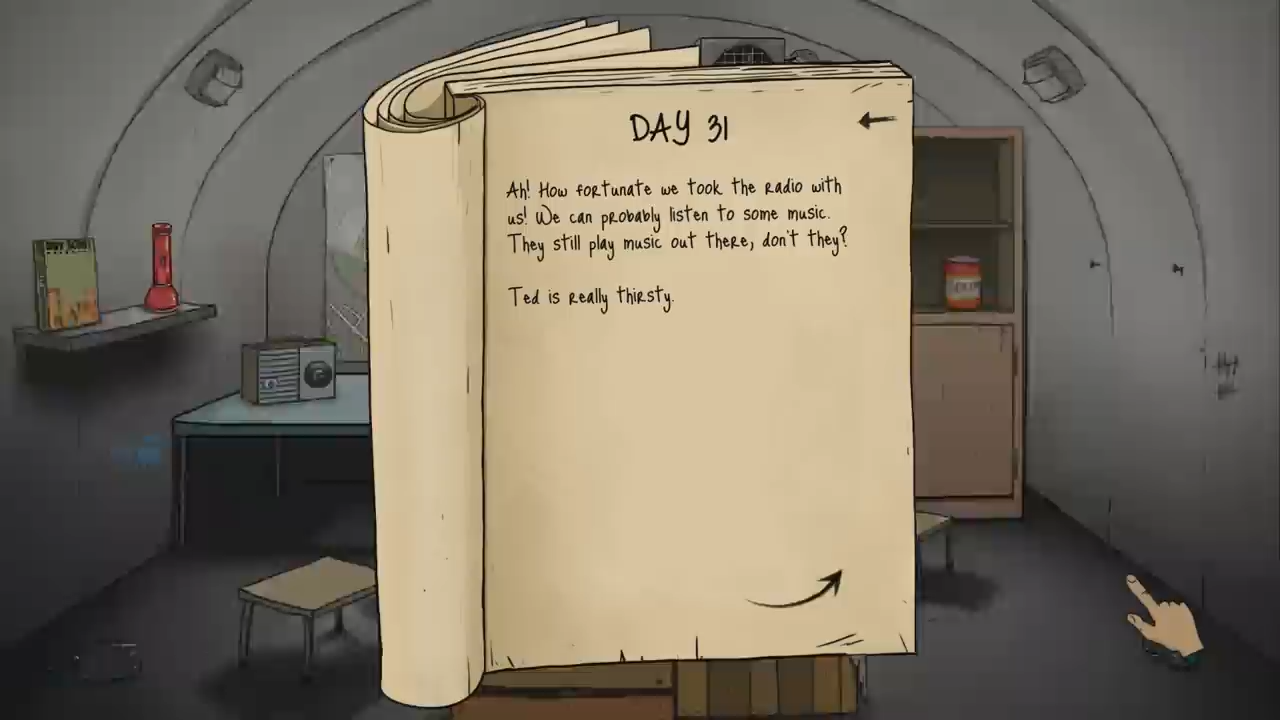 DAY 31
Ah! How fortunate we took the radio with
us! We can probably listen to some music.
They still play music out there, don't they?
Ted is really thirsty.